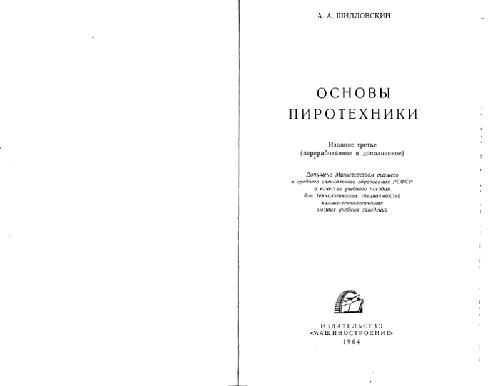 А. А. ШИДЛОВСКИЙ
ОСНОВЫ
ПИРОТЕХНИКИ
Издание третье
(переработанное и дополненное)
Допущено Министерством высшего
и среднего специального образования РСФСР
в качестве учебного пособия
для технологических специальностей
химико-технологических
высших учебных заведений
ИЗДАТЕЛЬСТВО
«МАШИНОСТРОЕНИЕ»
1964